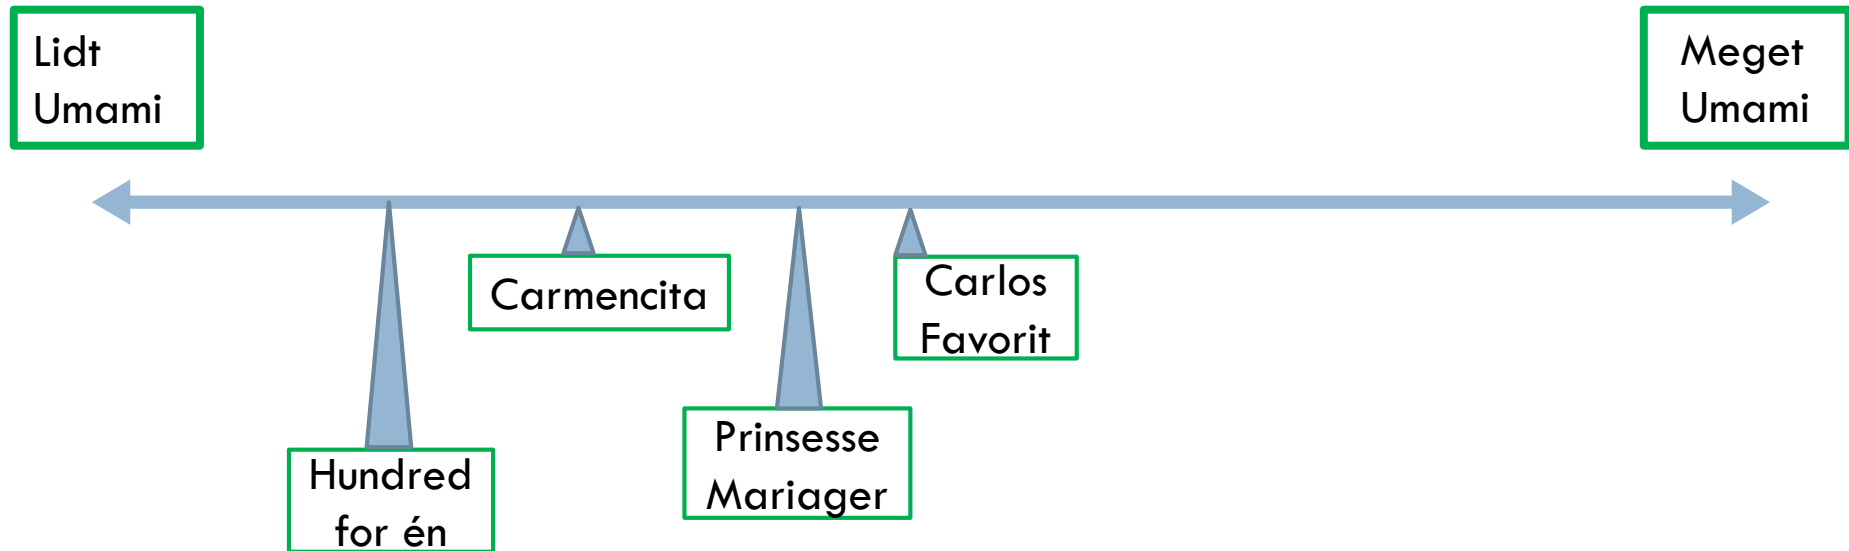 Lidt
Umami
Meget
Umami
Carmencita
Carlos
Favorit
Prinsesse
Mariager
Hundred
for én